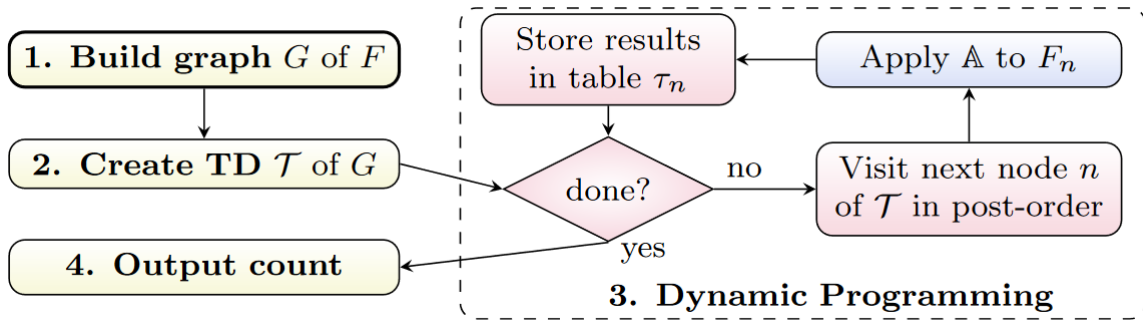 1. Build graph G of F
2. Create TD 𝒯 of G
4. Output count
Store results
in table τₙ
done?
no
yes
Apply 𝔸 to Fₙ
Visit next node n
of 𝒯 in post-order
3. Dynamic Programming